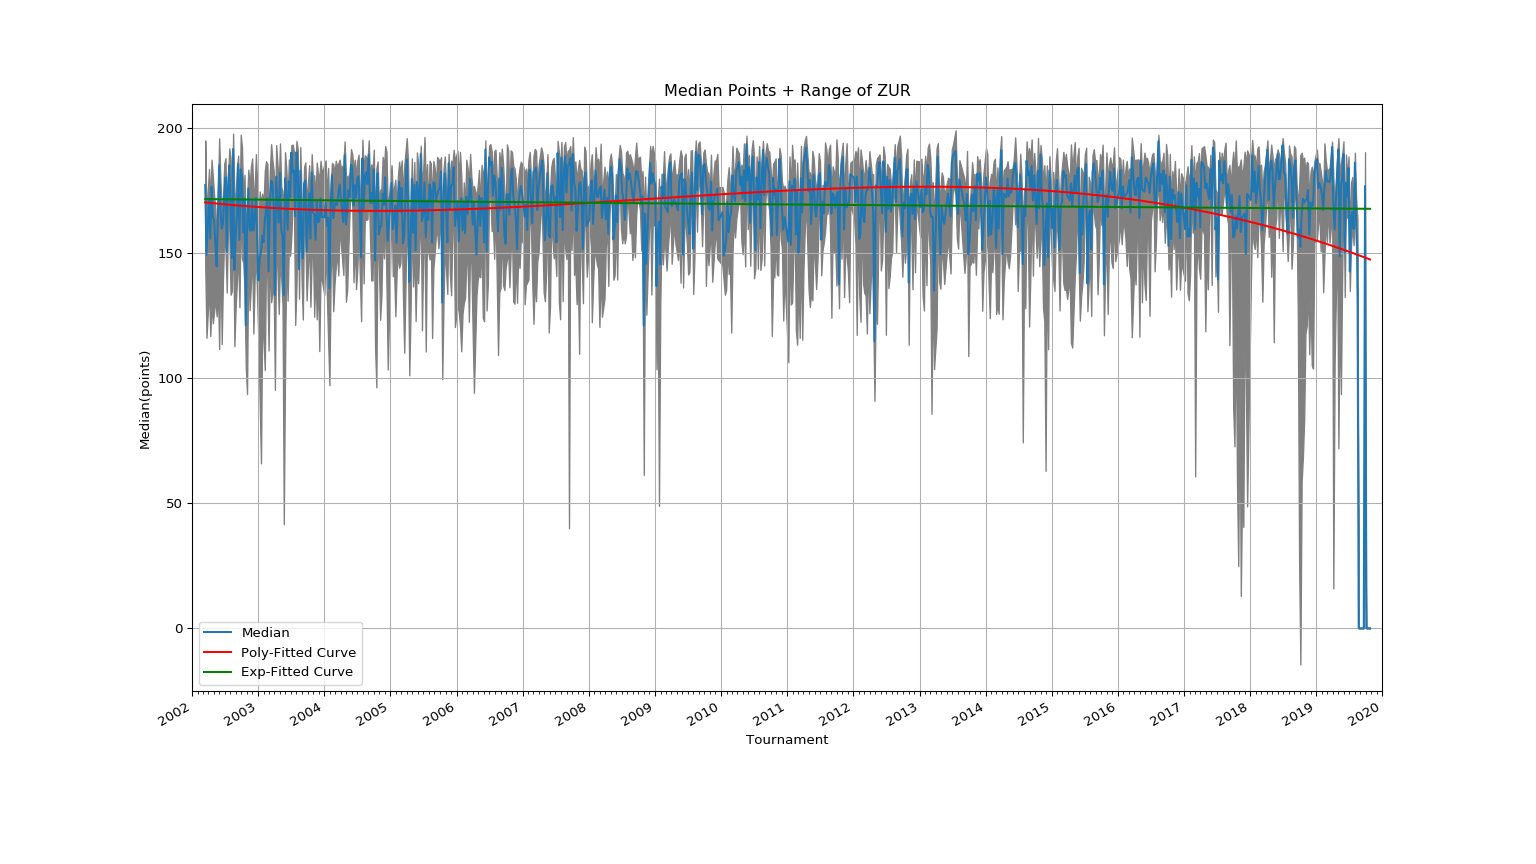 Median Points + Range of ZUR
200
150
100
50
0
Median(points)
Median
Poly-Fitted Curve
Exp-Fitted Curve
2002 2003 2004 2005 2006 2007 2008 2009 2010 2011 2012 2013 2014 2015 2016 2017 2018 2019 2020
Tournament